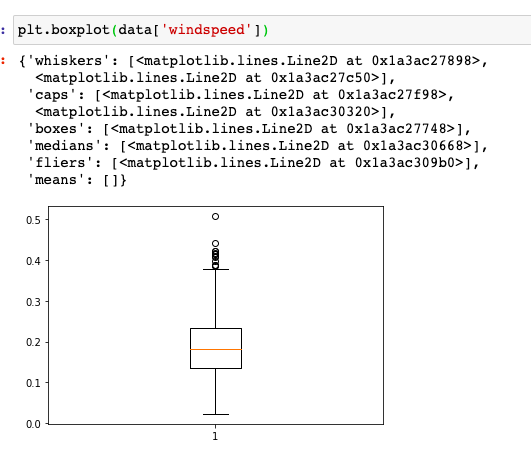 plt.boxplot(data['windspeed'])
{'whiskers': [<matplotlib.lines.Line2D at 0x1a3ac27898>,
<matplotlib.lines.Line2D at 0x1a3ac27c50>],
'caps': [<matplotlib.lines.Line2D at 0x1a3ac27f98>,
<matplotlib.lines.Line2D at 0x1a3ac30320>],
'boxes': [<matplotlib.lines.Line2D at 0x1a3ac27748>],
'medians': [<matplotlib.lines.Line2D at 0x1a3ac30668>],
'fliers': [<matplotlib.lines.Line2D at 0x1a3ac309b0>],
'means': []}
0.5
0.4
0.3
0.2
0.1
0.0
1